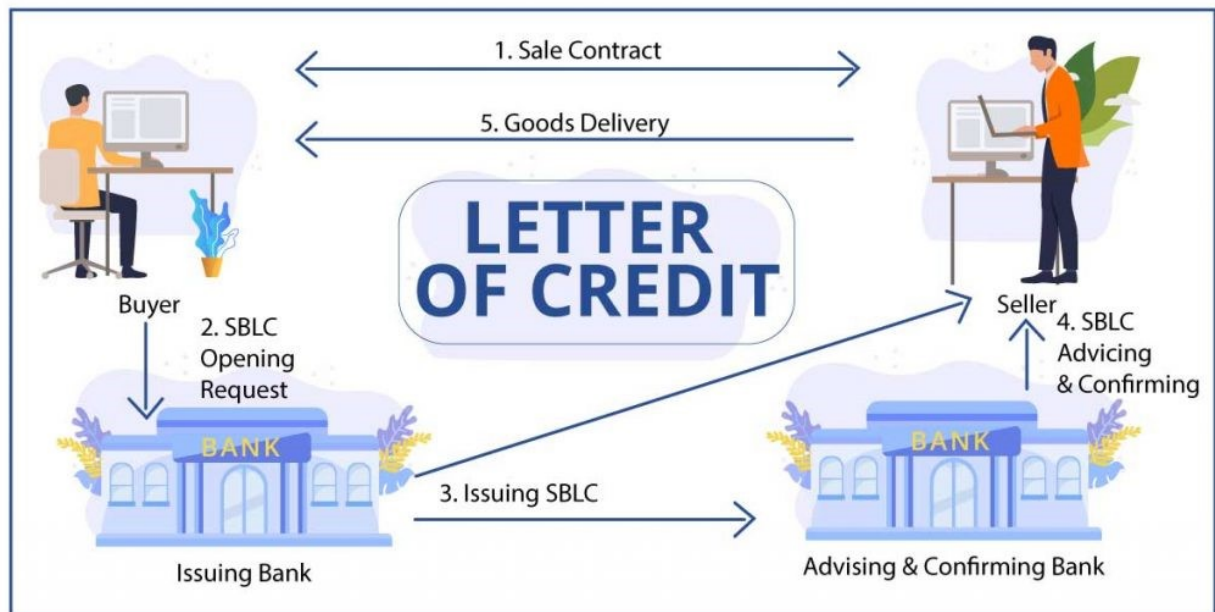 1. Sale Contract
5. Goods Delivery
LETTER
OF CREDIT
Buyer
Seller
2. SBLC
Opening
Request
4. SBLC
Advicing
& Confirming
BANK
BANK
3. Issuing SBLC
Issuing Bank
Advising & Confirming Bank